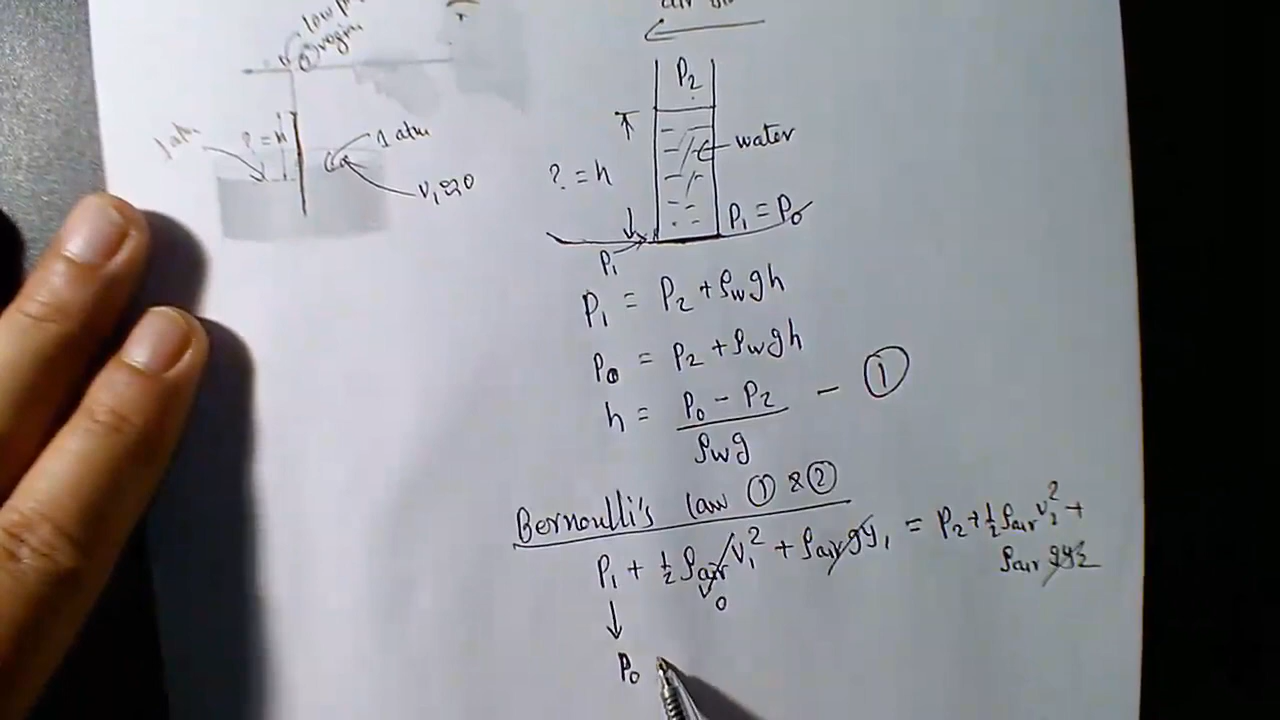 low
① region
1 atm
? = h
1 atm
V₁ ≈ 0
P₂
water
? = h
P₁ = P₀
P₁
P₁ = P₂ + ρwgh
P₀ = P₂ + ρwgh
h = (P₀ - P₂)/(ρwg) - ①
Bernoulli's law ① & ②
P₁ + ½ρair V₁² + ρair gy₁ = P₂ + ½ρair V₂² +
0
ρair gy₂
↓
P₀